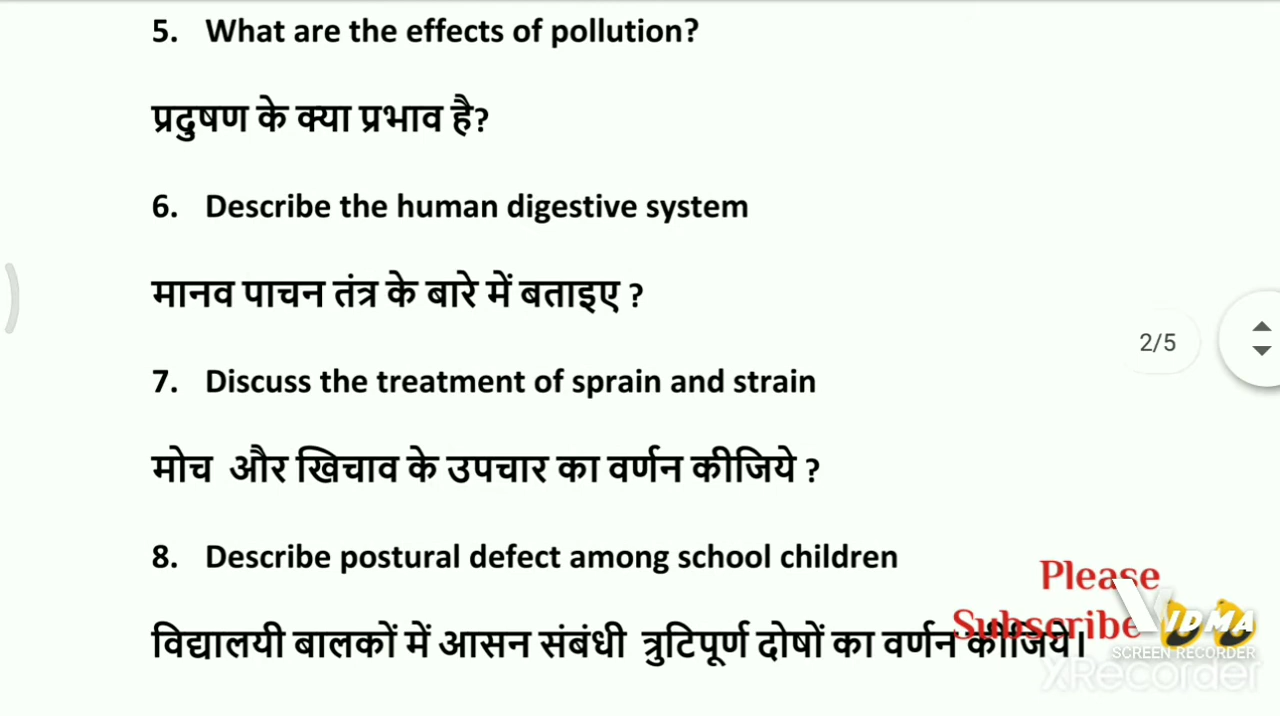 5. What are the effects of pollution?
प्रदुषण के क्या प्रभाव है?
6. Describe the human digestive system
मानव पाचन तंत्र के बारे में बताइए ?
2/5
7. Discuss the treatment of sprain and strain
मोच और खिचाव के उपचार का वर्णन कीजिये ?
8. Describe postural defect among school children
Please
Subscribe
विद्यालयी बालकों में आसन संबंधी त्रुटिपूर्ण दोषों का वर्णन कीजिये।
VIDMA
SCREEN RECORDER
XRecorder